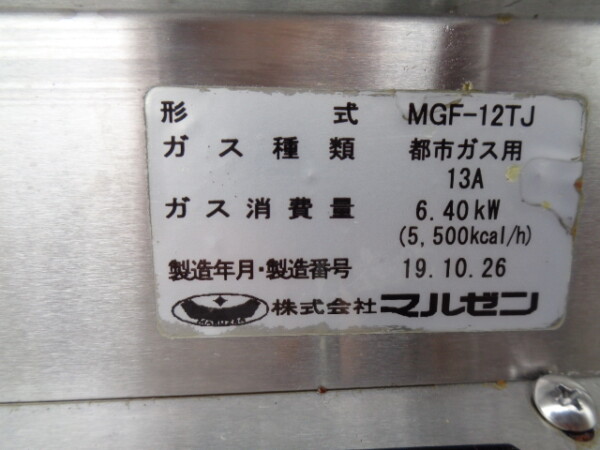 形式 MGF-12TJ
ガス種類 都市ガス用
13A
ガス消費量 6.40kW
(5,500kcal/h)
製造年月・製造番号 19.10.26
MARUZEN 株式会社マルゼン